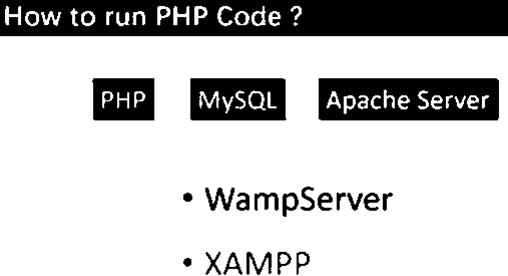 How to run PHP Code ?
PHP MySQL Apache Server
• WampServer
• XAMPP